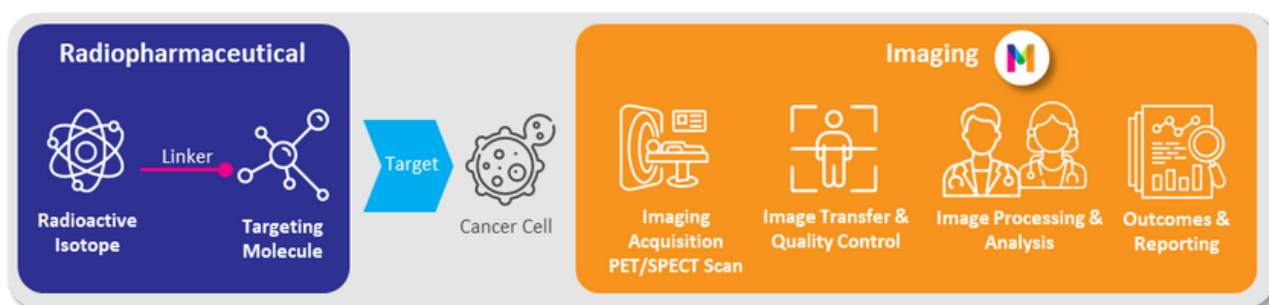 Radiopharmaceutical
Linker
Radioactive
Isotope
Targeting
Molecule
Target
Cancer Cell
Imaging
M
Imaging
Acquisition
PET/SPECT Scan
Image Transfer &
Quality Control
Image Processing &
Analysis
Outcomes &
Reporting